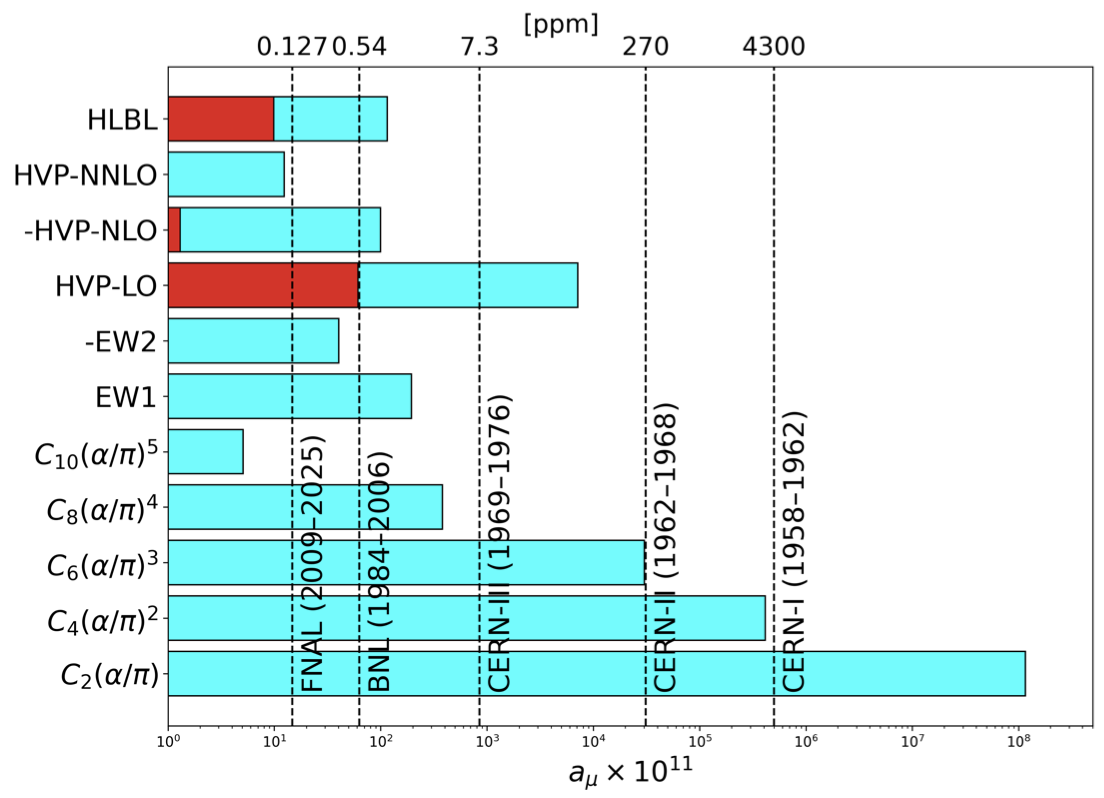 [ppm]
0.127 0.54 7.3 270 4300
HLBL
HVP-NNLO
-HVP-NLO
HVP-LO
-EW2
EW1
C₁₀(α/π)⁵
C₈(α/π)⁴
C₆(α/π)³
C₄(α/π)²
C₂(α/π)
FNAL (2009–2025)
BNL (1984–2006)
CERN-III (1969–1976)
CERN-II (1962–1968)
CERN-I (1958–1962)
10⁰ 10¹ 10² 10³ 10⁴ 10⁵ 10⁶ 10⁷ 10⁸
aμ × 10¹¹